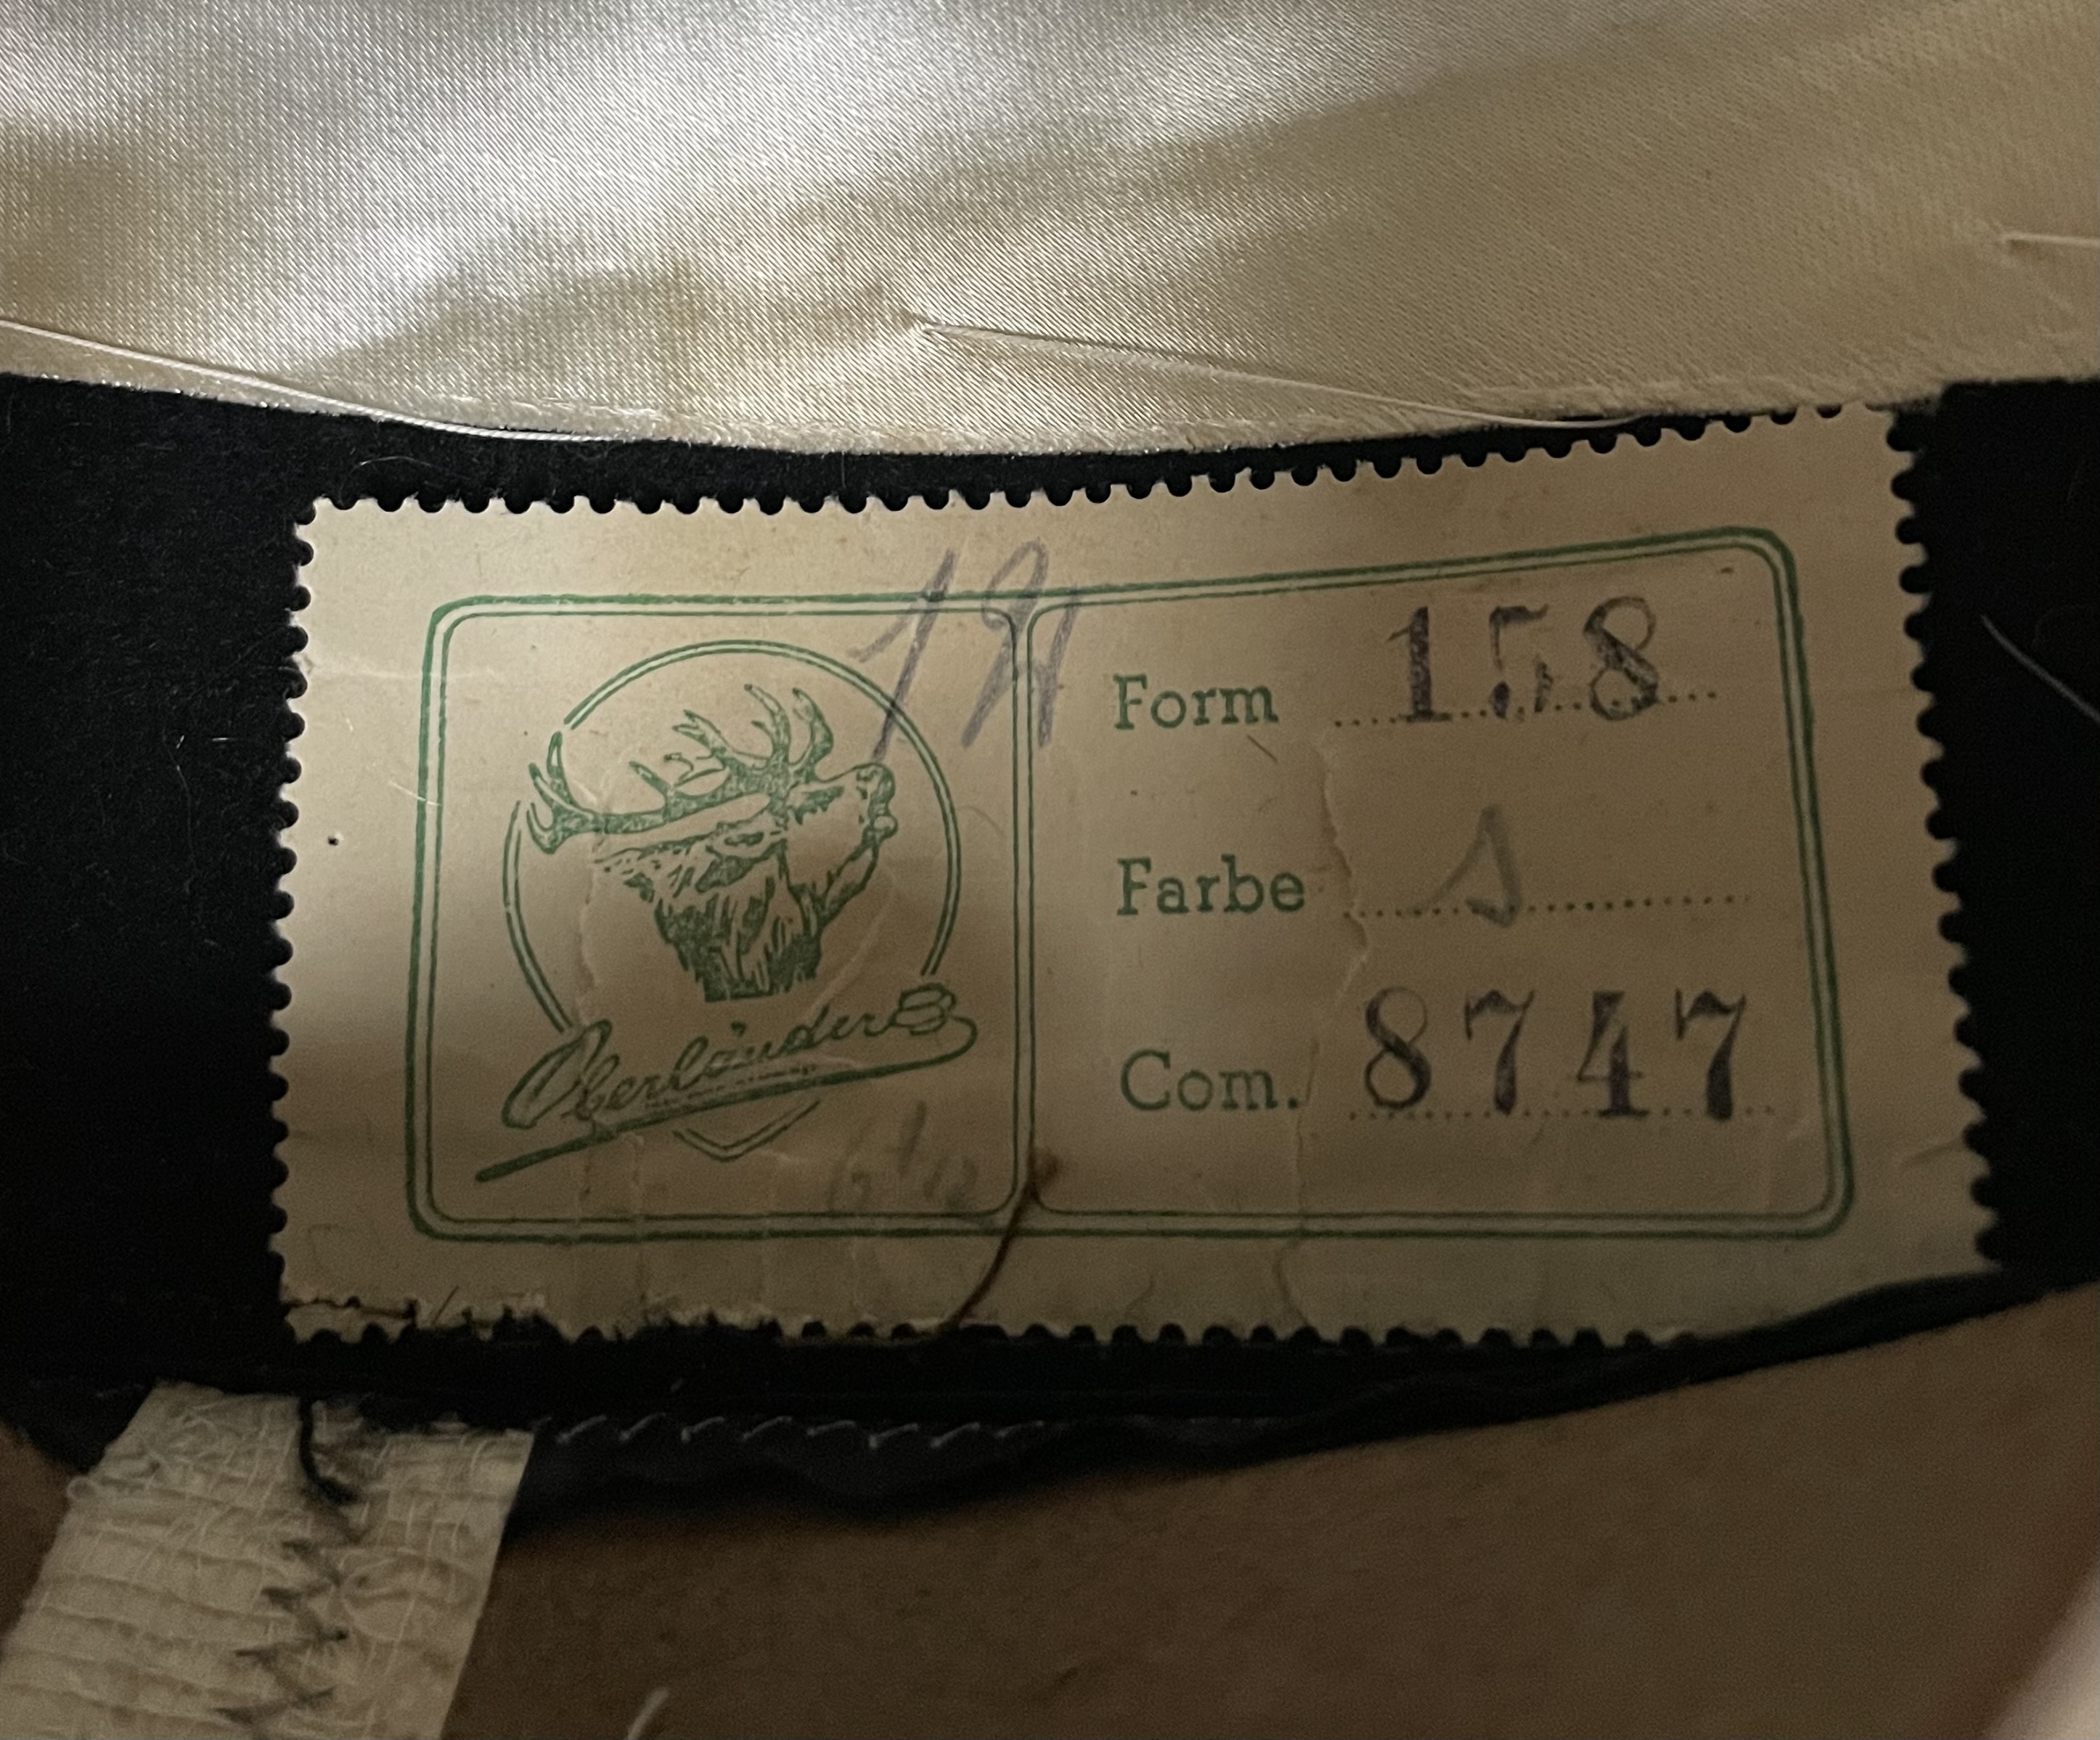 Oberländer
Form 158
Farbe s
Com. 8747